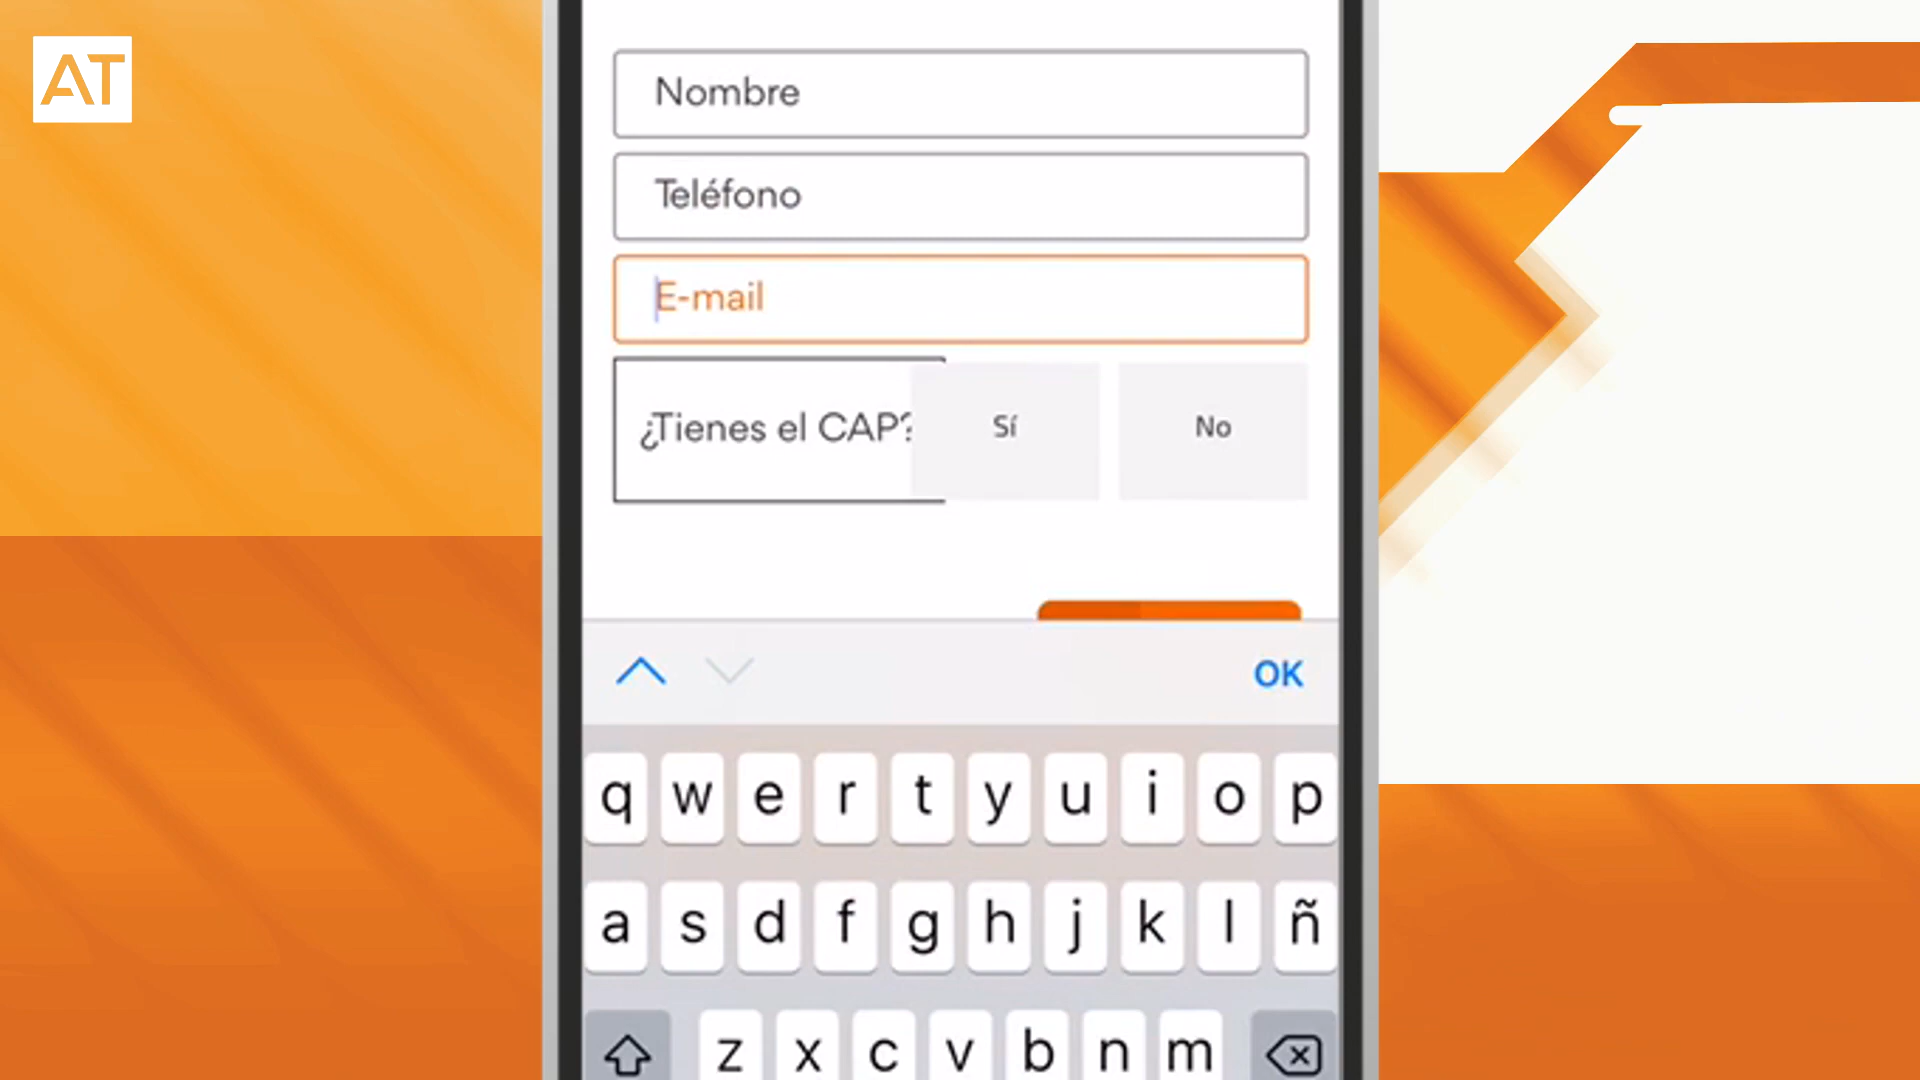 AT
Nombre
Teléfono
E-mail
¿Tienes el CAP?
Sí
No
OK
q w e r t y u i o p
a s d f g h j k l ñ
z x c v b n m